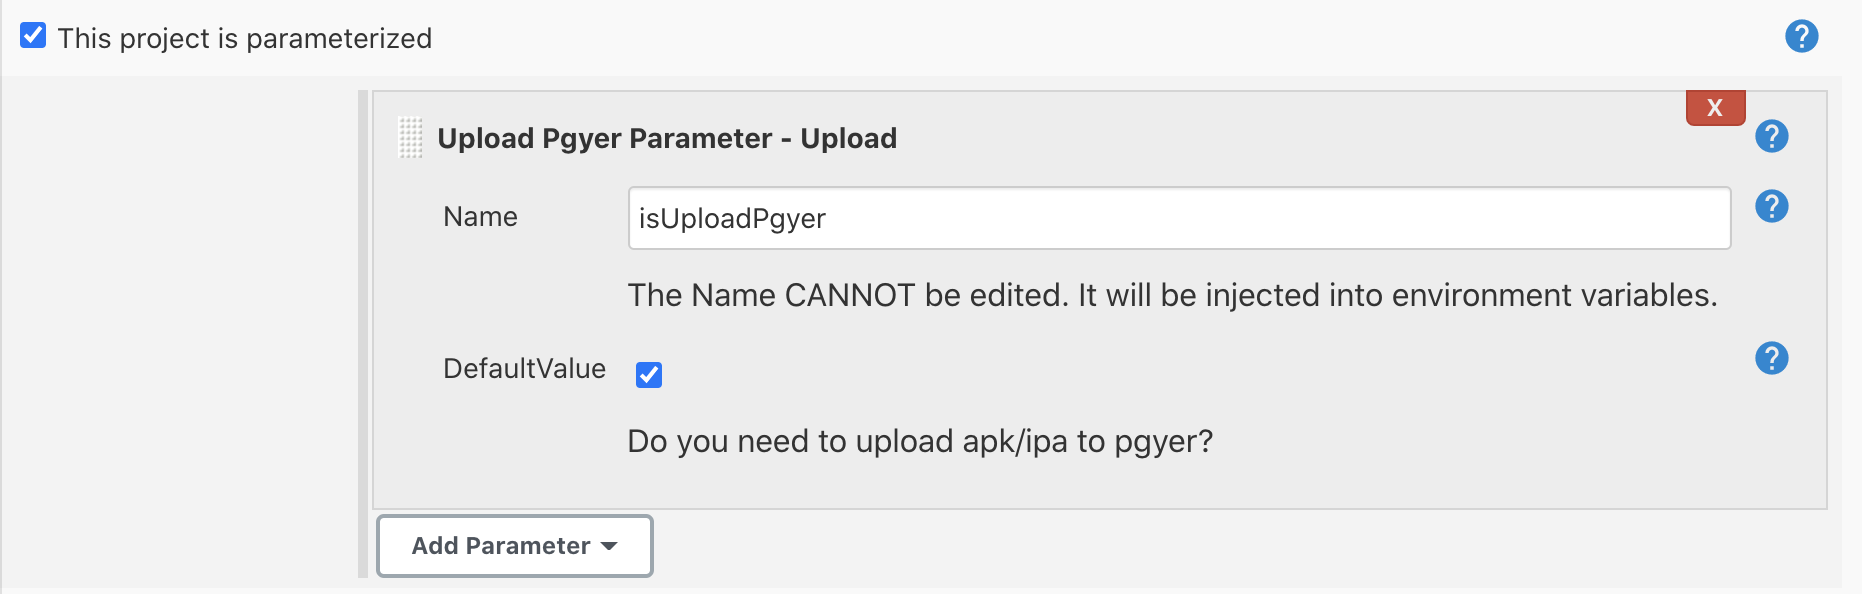 This project is parameterized
?
X
Upload Pgyer Parameter - Upload
?
Name
isUploadPgyer
?
The Name CANNOT be edited. It will be injected into environment variables.
DefaultValue
?
Do you need to upload apk/ipa to pgyer?
Add Parameter